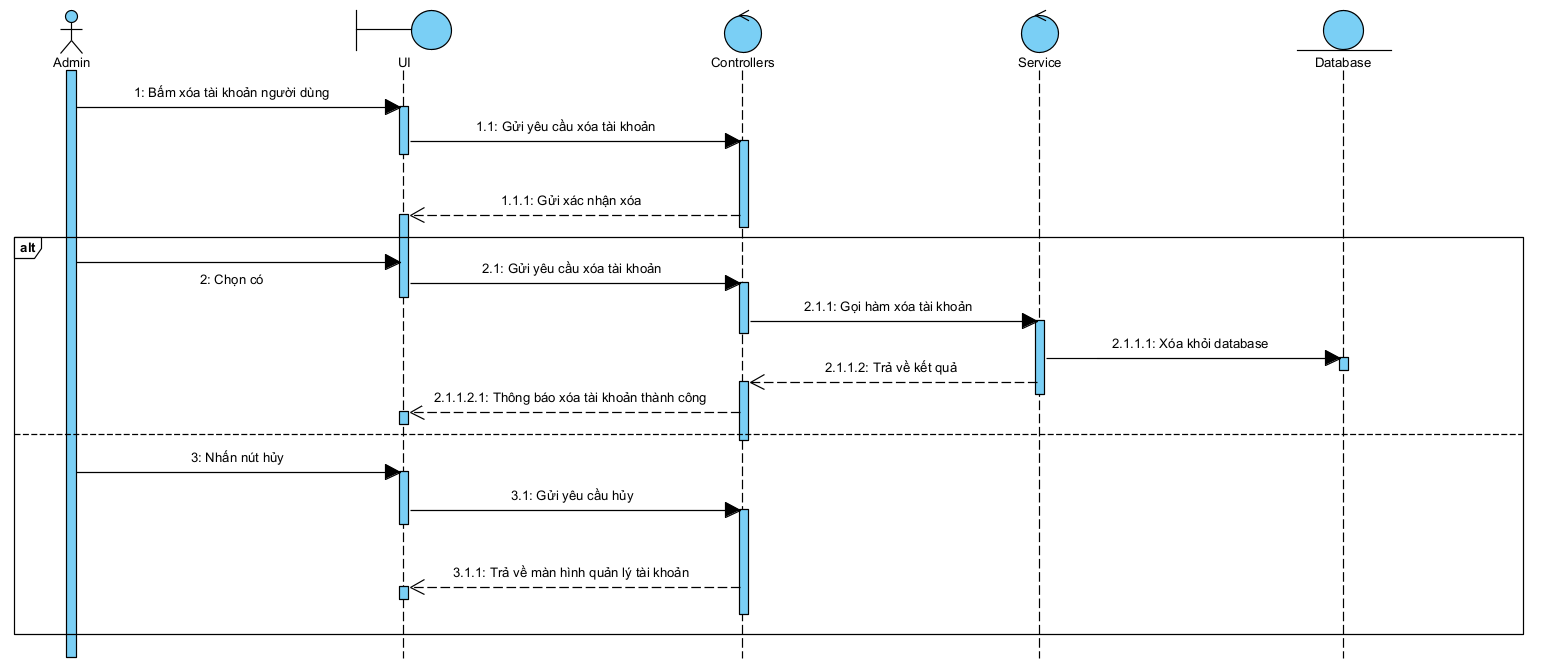 Admin
UI
Controllers
Service
Database
1: Bấm xóa tài khoản người dùng
1.1: Gửi yêu cầu xóa tài khoản
1.1.1: Gửi xác nhận xóa
alt
2: Chọn có
2.1: Gửi yêu cầu xóa tài khoản
2.1.1: Gọi hàm xóa tài khoản
2.1.1.1: Xóa khỏi database
2.1.1.2: Trả về kết quả
2.1.1.2.1: Thông báo xóa tài khoản thành công
3: Nhấn nút hủy
3.1: Gửi yêu cầu hủy
3.1.1: Trả về màn hình quản lý tài khoản